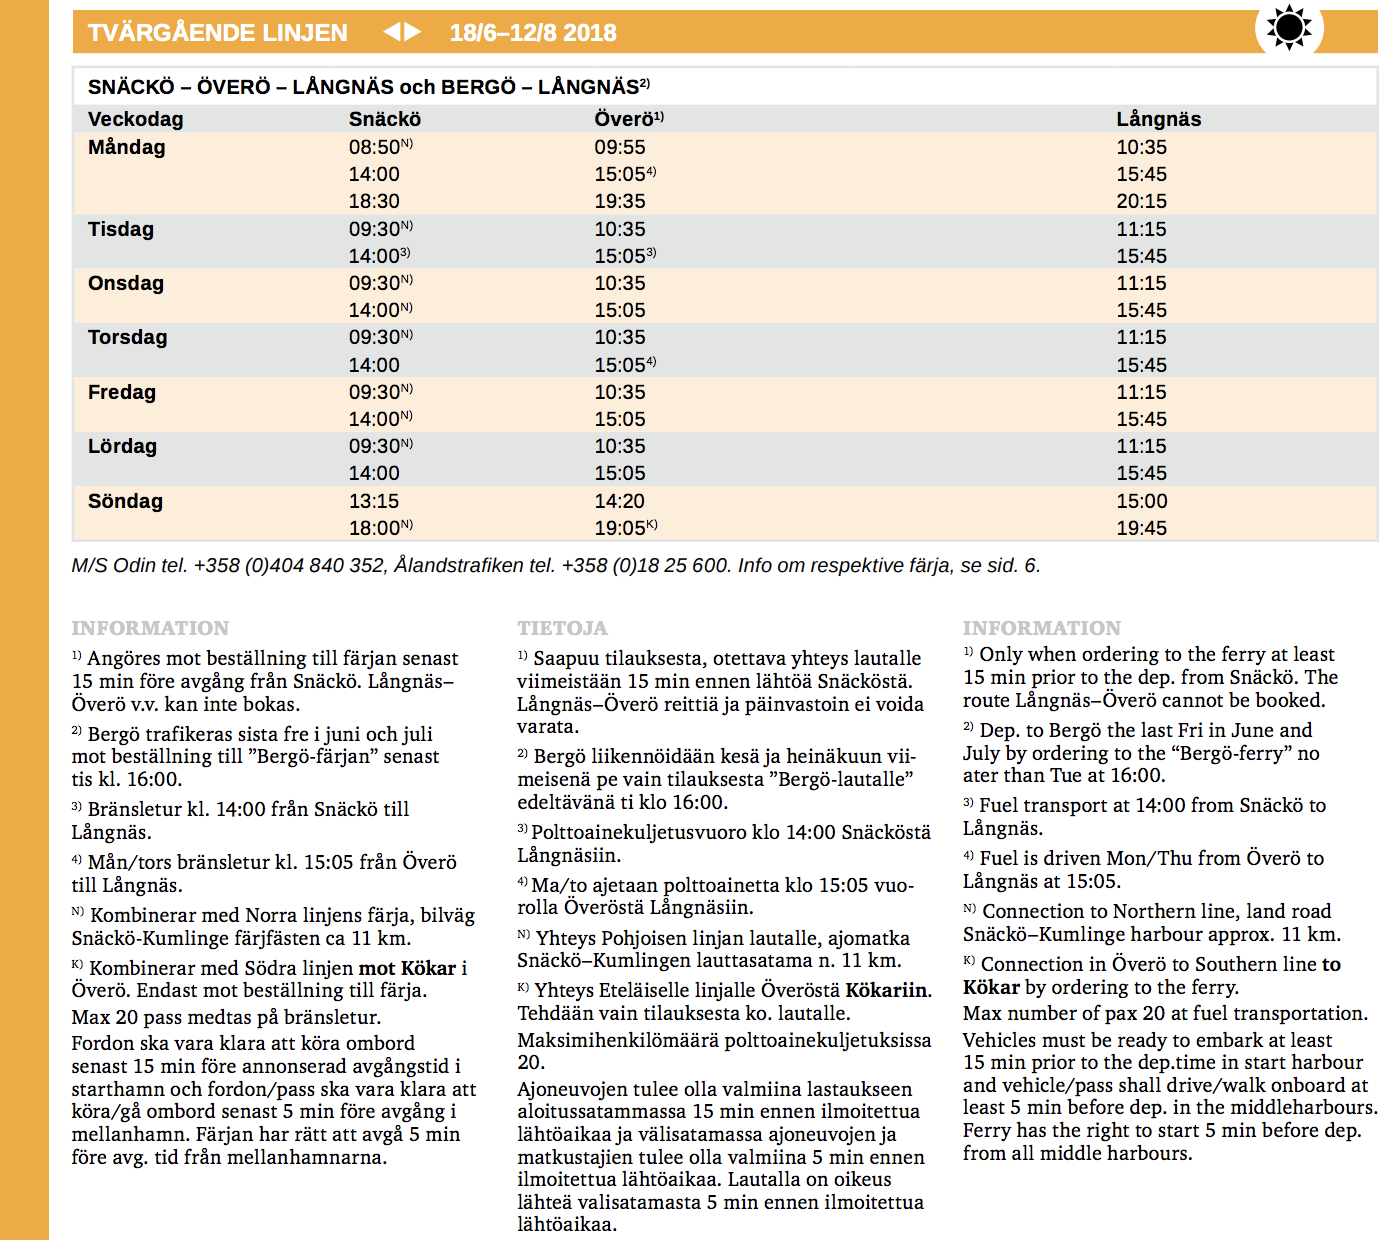 TVÄRGÅENDE LINJEN ◀▶ 18/6–12/8 2018
SNÄCKÖ – ÖVERÖ – LÅNGNÄS och BERGÖ – LÅNGNÄS2)
Veckodag Snäckö Överö1) Långnäs
Måndag 08:50N) 09:55 10:35
14:00 15:054) 15:45
18:30 19:35 20:15
Tisdag 09:30N) 10:35 11:15
14:003) 15:053) 15:45
Onsdag 09:30N) 10:35 11:15
14:00N) 15:05 15:45
Torsdag 09:30N) 10:35 11:15
14:00 15:054) 15:45
Fredag 09:30N) 10:35 11:15
14:00N) 15:05 15:45
Lördag 09:30N) 10:35 11:15
14:00 15:05 15:45
Söndag 13:15 14:20 15:00
18:00N) 19:05K) 19:45
M/S Odin tel. +358 (0)404 840 352, Ålandstrafiken tel. +358 (0)18 25 600. Info om respektive färja, se sid. 6.
INFORMATION
1) Angöres mot beställning till färjan senast
15 min före avgång från Snäckö. Långnäs–
Överö v.v. kan inte bokas.
2) Bergö trafikeras sista fre i juni och juli
mot beställning till ”Bergö-färjan” senast
tis kl. 16:00.
3) Bränsletur kl. 14:00 från Snäckö till
Långnäs.
4) Mån/tors bränsletur kl. 15:05 från Överö
till Långnäs.
N) Kombinerar med Norra linjens färja, bilväg
Snäckö-Kumlinge färjfästen ca 11 km.
K) Kombinerar med Södra linjen mot Kökar i
Överö. Endast mot beställning till färja.
Max 20 pass medtas på bränsletur.
Fordon ska vara klara att köra ombord
senast 15 min före annonserad avgångstid i
starthamn och fordon/pass ska vara klara att
köra/gå ombord senast 5 min före avgång i
mellanhamn. Färjan har rätt att avgå 5 min
före avg. tid från mellanhamnarna.
TIETOJA
1) Saapuu tilauksesta, otettava yhteys lautalle
viimeistään 15 min ennen lähtöä Snäcköstä.
Långnäs–Överö reittiä ja päinvastoin ei voida
varata.
2) Bergö liikennöidään kesä ja heinäkuun vii-
meisenä pe vain tilauksesta ”Bergö-lautalle”
edeltävänä ti klo 16:00.
3) Polttoainekuljetusvuoro klo 14:00 Snäcköstä
Långnäsiin.
4) Ma/to ajetaan polttoainetta klo 15:05 vuo-
rolla Överöstä Långnäsiin.
N) Yhteys Pohjoisen linjan lautalle, ajomatka
Snäckö–Kumlingen lauttasatama n. 11 km.
K) Yhteys Eteläiselle linjalle Överöstä Kökariin.
Tehdään vain tilauksesta ko. lautalle.
Maksimihenkilömäärä polttoainekuljetuksissa
20.
Ajoneuvojen tulee olla valmiina lastaukseen
aloitussatammassa 15 min ennen ilmoitettua
lähtöaikaa ja välisatamassa ajoneuvojen ja
matkustajien tulee olla valmiina 5 min ennen
ilmoitettua lähtöaikaa. Lautalla on oikeus
lähteä valisatamasta 5 min ennen ilmoitettua
lähtöaikaa.
INFORMATION
1) Only when ordering to the ferry at least
15 min prior to the dep. from Snäckö. The
route Långnäs–Överö cannot be booked.
2) Dep. to Bergö the last Fri in June and
July by ordering to the “Bergö-ferry” no
ater than Tue at 16:00.
3) Fuel transport at 14:00 from Snäckö to
Långnäs.
4) Fuel is driven Mon/Thu from Överö to
Långnäs at 15:05.
N) Connection to Northern line, land road
Snäckö–Kumlinge harbour approx. 11 km.
K) Connection in Överö to Southern line to
Kökar by ordering to the ferry.
Max number of pax 20 at fuel transportation.
Vehicles must be ready to embark at least
15 min prior to the dep.time in start harbour
and vehicle/pass shall drive/walk onboard at
least 5 min before dep. in the middleharbours.
Ferry has the right to start 5 min before dep.
from all middle harbours.